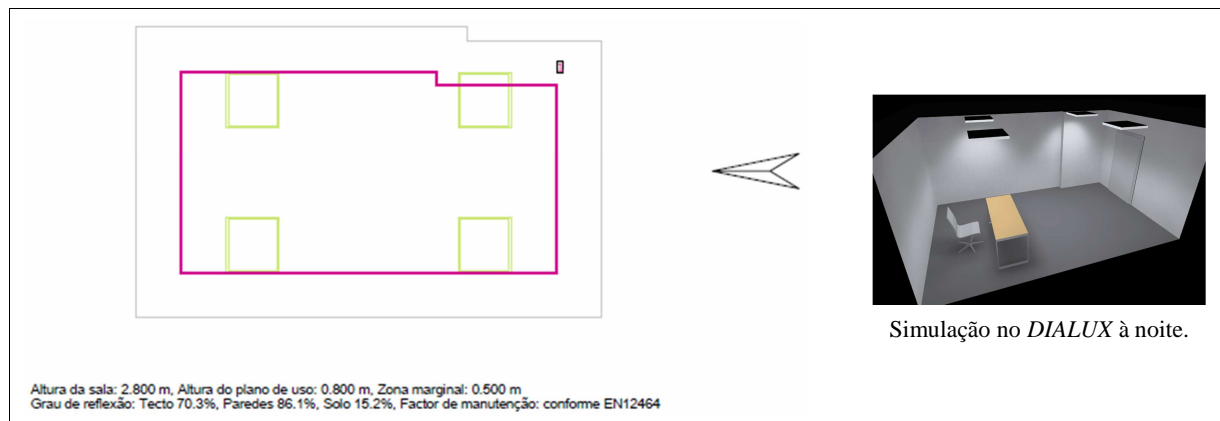 Simulação no DIALUX à noite.
Altura da sala: 2.800 m, Altura do plano de uso: 0.800 m, Zona marginal: 0.500 m
Grau de reflexão: Tecto 70.3%, Paredes 86.1%, Solo 15.2%, Factor de manutenção: conforme EN12464